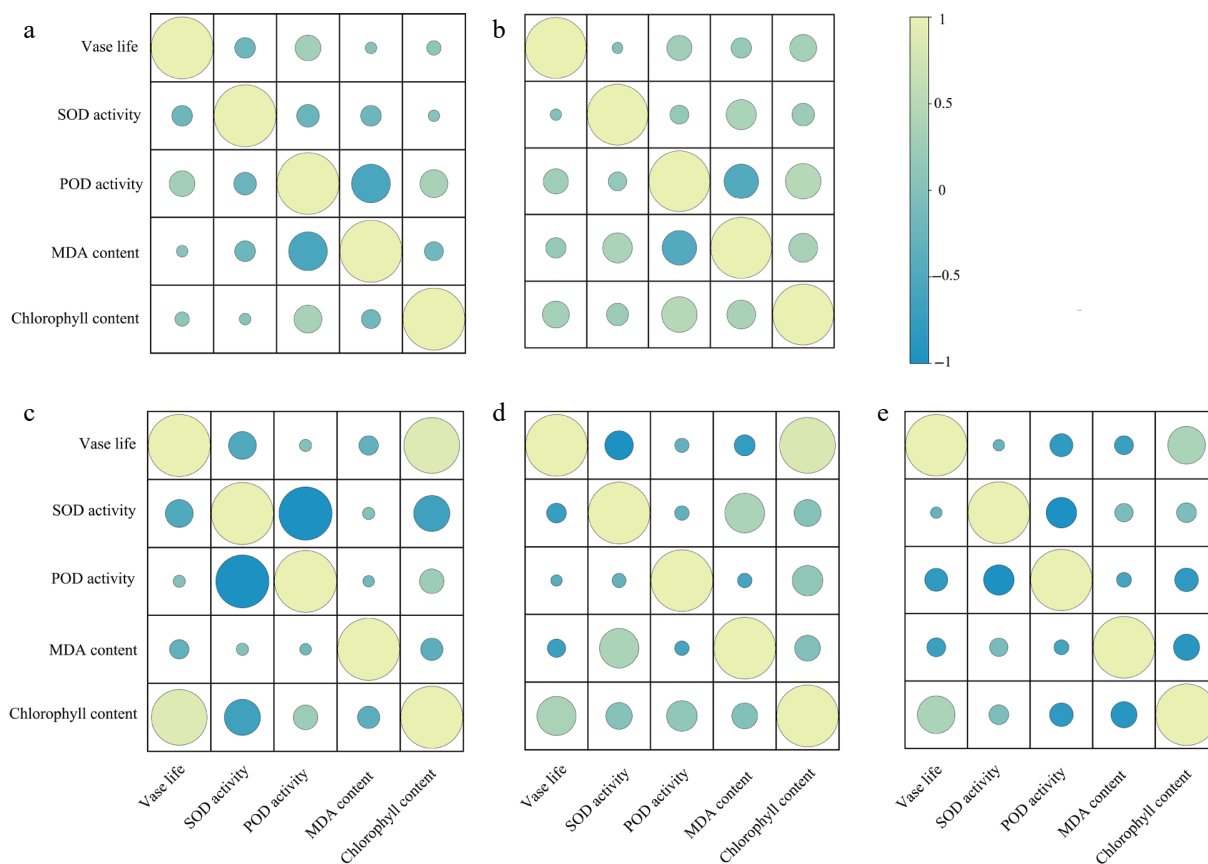 a
b
Vase life
SOD activity
POD activity
MDA content
Chlorophyll content
1
0.5
0
−0.5
−1
c
d
e
Vase life
SOD activity
POD activity
MDA content
Chlorophyll content
Vase life
SOD activity
POD activity
MDA content
Chlorophyll content
Vase life
SOD activity
POD activity
MDA content
Chlorophyll content
Vase life
SOD activity
POD activity
MDA content
Chlorophyll content